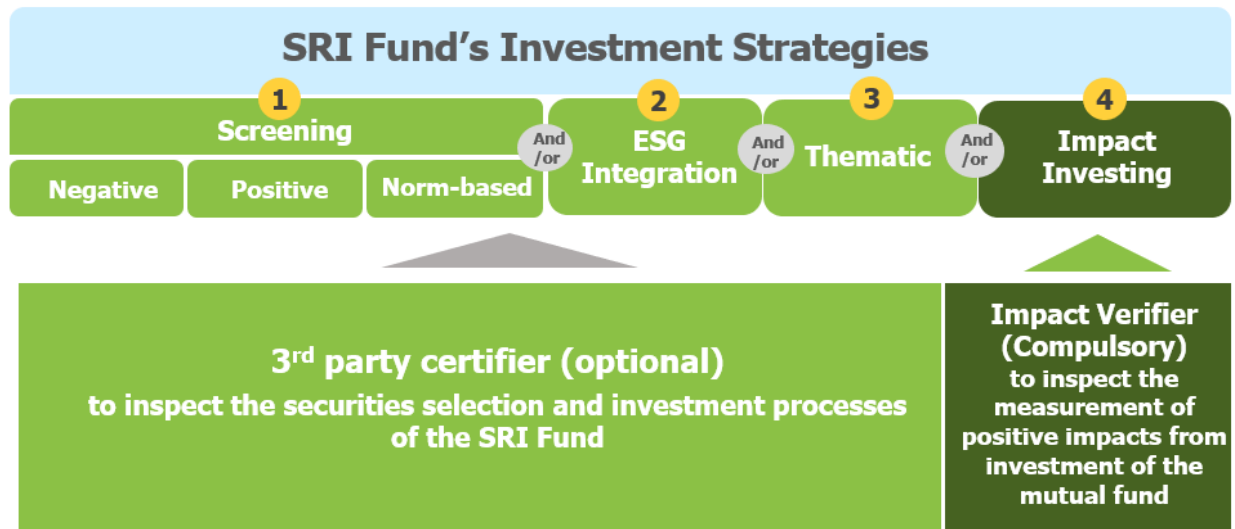 SRI Fund's Investment Strategies
1
2
3
4
Screening
Negative
Positive
Norm-based
And
/or
ESG
Integration
And
/or
Thematic
And
/or
Impact
Investing
3rd party certifier (optional)
to inspect the securities selection and investment processes
of the SRI Fund
Impact Verifier
(Compulsory)
to inspect the
measurement of
positive impacts from
investment of the
mutual fund